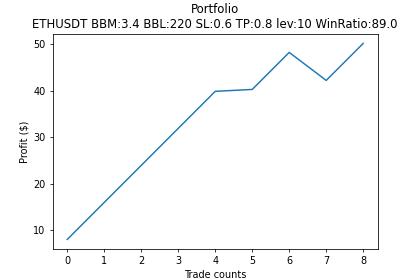 Portfolio
ETHUSDT BBM:3.4 BBL:220 SL:0.6 TP:0.8 lev:10 WinRatio:89.0
50
40
30
20
10
Profit ($)
0 1 2 3 4 5 6 7 8
Trade counts